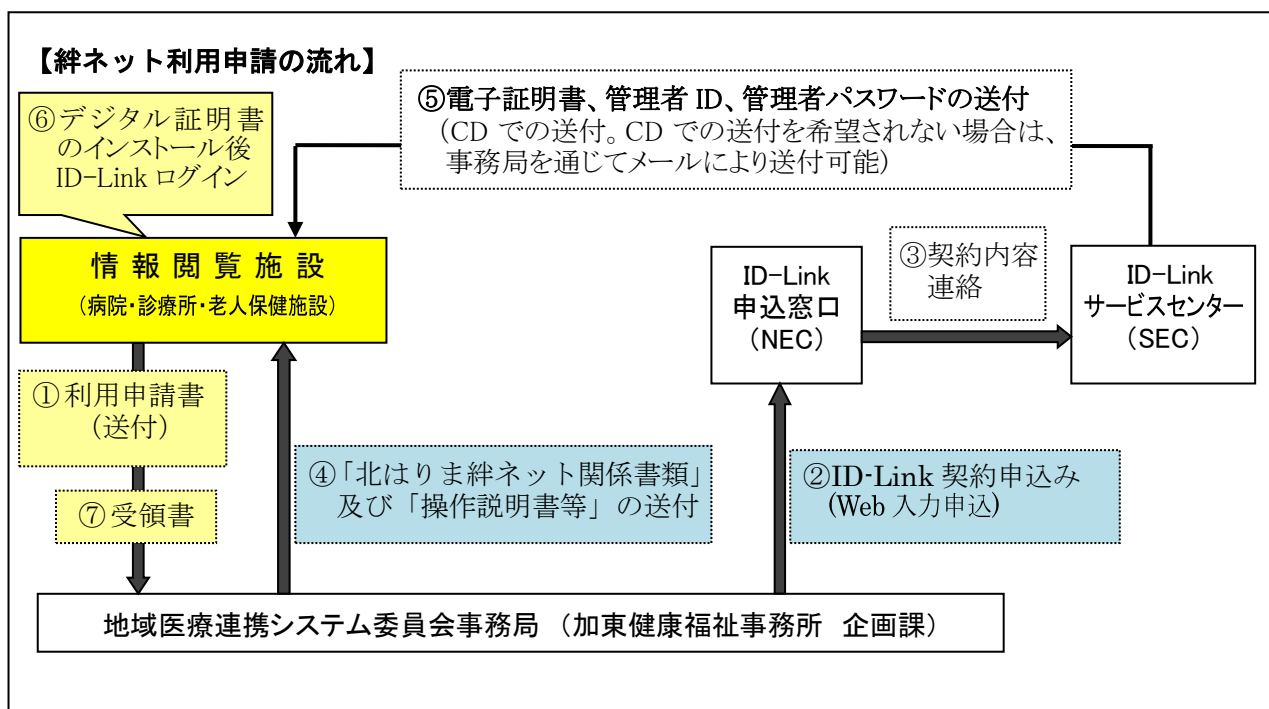 【絆ネット利用申請の流れ】
⑥デジタル証明書
のインストール後
ID-Link ログイン
⑤電子証明書、管理者 ID、管理者パスワードの送付
(CD での送付。CD での送付を希望されない場合は、
事務局を通じてメールにより送付可能)
情報閲覧施設
(病院・診療所・老人保健施設)
ID-Link
申込窓口
(NEC)
③契約内容
連絡
ID-Link
サービスセンター
(SEC)
①利用申請書
(送付)
⑦受領書
④「北はりま絆ネット関係書類」
及び「操作説明書等」の送付
②ID-Link 契約申込み
(Web 入力申込)
地域医療連携システム委員会事務局 (加東健康福祉事務所 企画課)